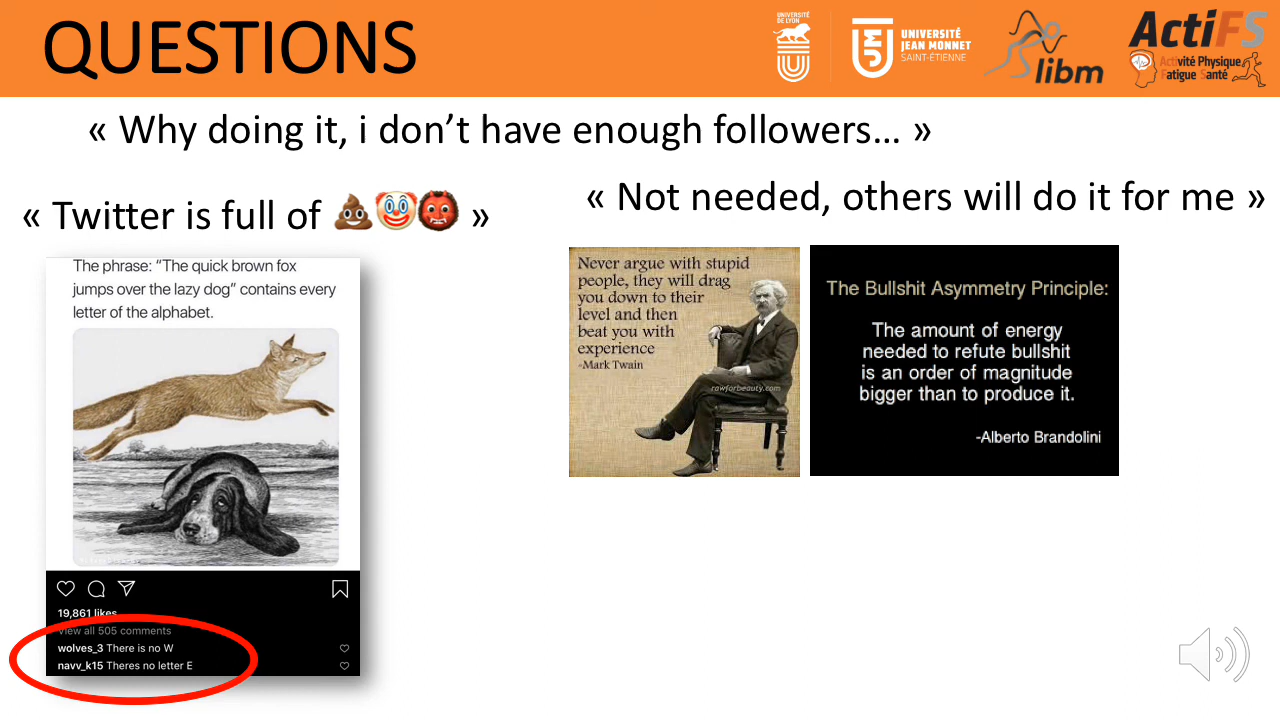 QUESTIONS
UNIVERSITÉ
DE LYON
UNIVERSITÉ
JEAN MONNET
SAINT-ÉTIENNE
libm
ActiFS
Activité Physique
Fatigue Santé
« Why doing it, i don’t have enough followers… »
« Twitter is full of 💩🤡👹 »
« Not needed, others will do it for me »
The phrase: “The quick brown fox
jumps over the lazy dog” contains every
letter of the alphabet.
19,861 likes
View all 505 comments
wolves_3 There is no W
navv_k15 Theres no letter E
Never argue with stupid
people, they will drag
you down to their
level and then
beat you with
experience
-Mark Twain
rawforbeauty.com
The Bullshit Asymmetry Principle:
The amount of energy
needed to refute bullshit
is an order of magnitude
bigger than to produce it.
-Alberto Brandolini